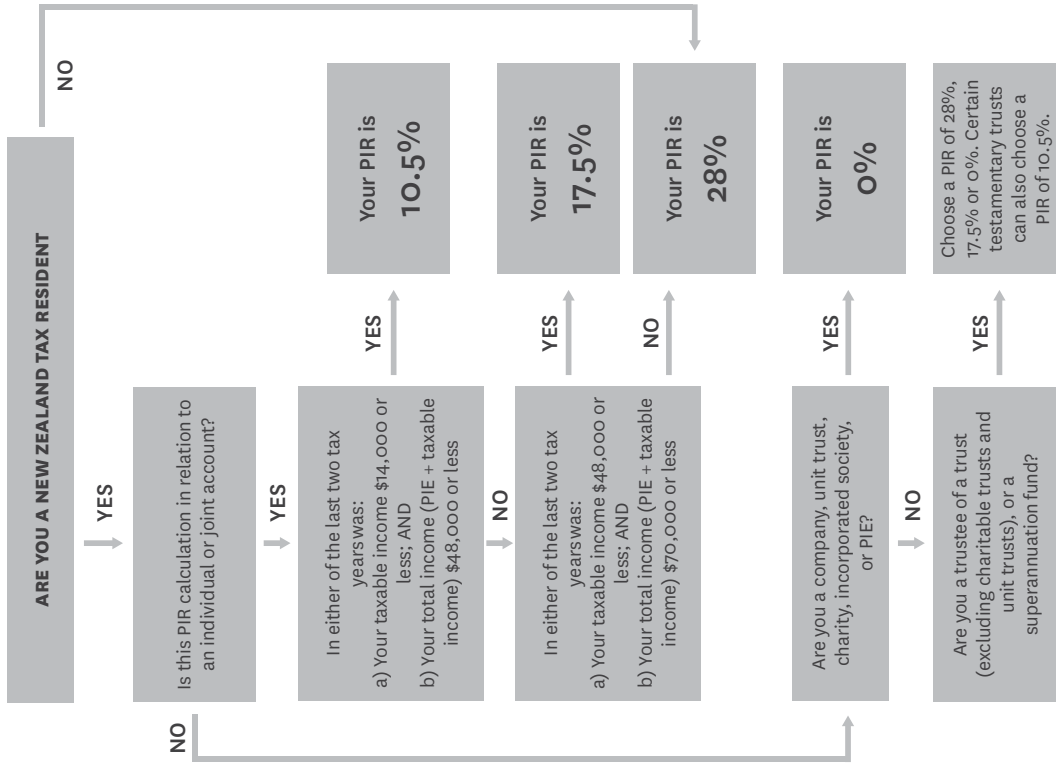 ARE YOU A NEW ZEALAND TAX RESIDENT
NO
YES
Is this PIR calculation in relation to
an individual or joint account?
NO
YES
In either of the last two tax
years was:
a) Your taxable income $14,000 or
less; AND
b) Your total income (PIE + taxable
income) $48,000 or less
YES
Your PIR is
10.5%
NO
In either of the last two tax
years was:
a) Your taxable income $48,000 or
less; AND
b) Your total income (PIE + taxable
income) $70,000 or less
YES
Your PIR is
17.5%
NO
Your PIR is
28%
Are you a company, unit trust,
charity, incorporated society,
or PIE?
YES
Your PIR is
0%
NO
Are you a trustee of a trust
(excluding charitable trusts and
unit trusts), or a
superannuation fund?
YES
Choose a PIR of 28%,
17.5% or 0%. Certain
testamentary trusts
can also choose a
PIR of 10.5%.